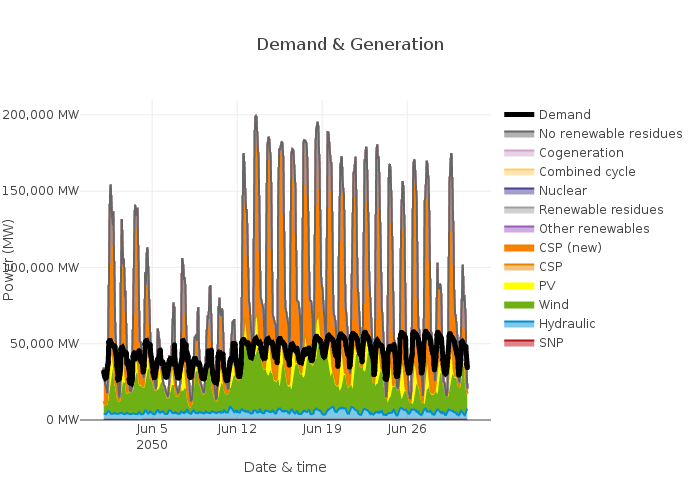 Demand & Generation
200,000 MW
150,000 MW
100,000 MW
50,000 MW
0 MW
Power (MW)
Jun 5
2050
Jun 12
Jun 19
Jun 26
Date & time
Demand
No renewable residues
Cogeneration
Combined cycle
Nuclear
Renewable residues
Other renewables
CSP (new)
CSP
PV
Wind
Hydraulic
SNP